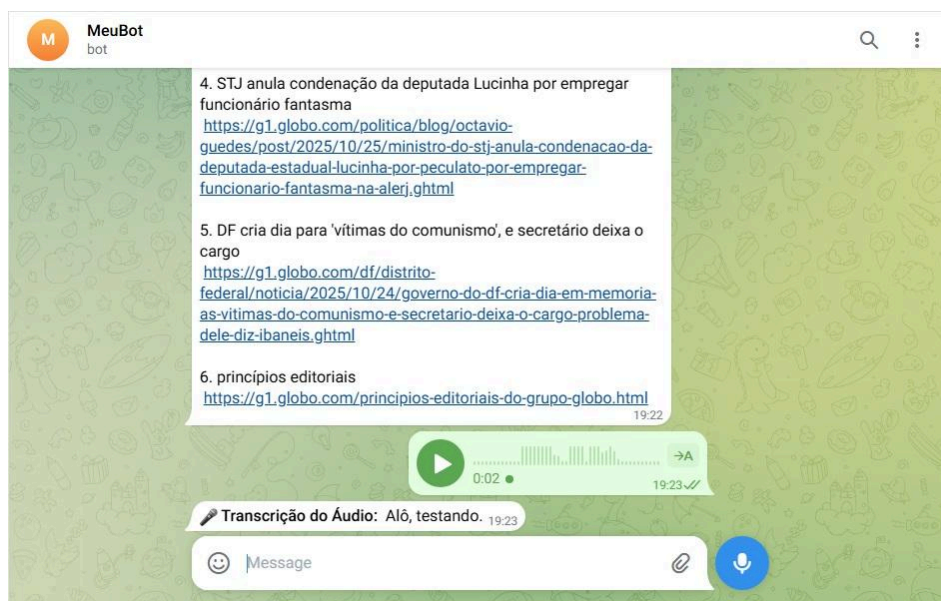 M
MeuBot
bot
4. STJ anula condenação da deputada Lucinha por empregar
funcionário fantasma
https://g1.globo.com/politica/blog/octavio-
guedes/post/2025/10/25/ministro-do-stj-anula-condenacao-da-
deputada-estadual-lucinha-por-peculato-por-empregar-
funcionario-fantasma-na-alerj.ghtml
5. DF cria dia para 'vítimas do comunismo', e secretário deixa o
cargo
https://g1.globo.com/df/distrito-
federal/noticia/2025/10/24/governo-do-df-cria-dia-em-memoria-
as-vitimas-do-comunismo-e-secretario-deixa-o-cargo-problema-
dele-diz-ibaneis.ghtml
6. princípios editoriais
https://g1.globo.com/principios-editoriais-do-grupo-globo.html
19:22
→A
0:02
19:23
Transcrição do Áudio: Alô, testando. 19:23
Message